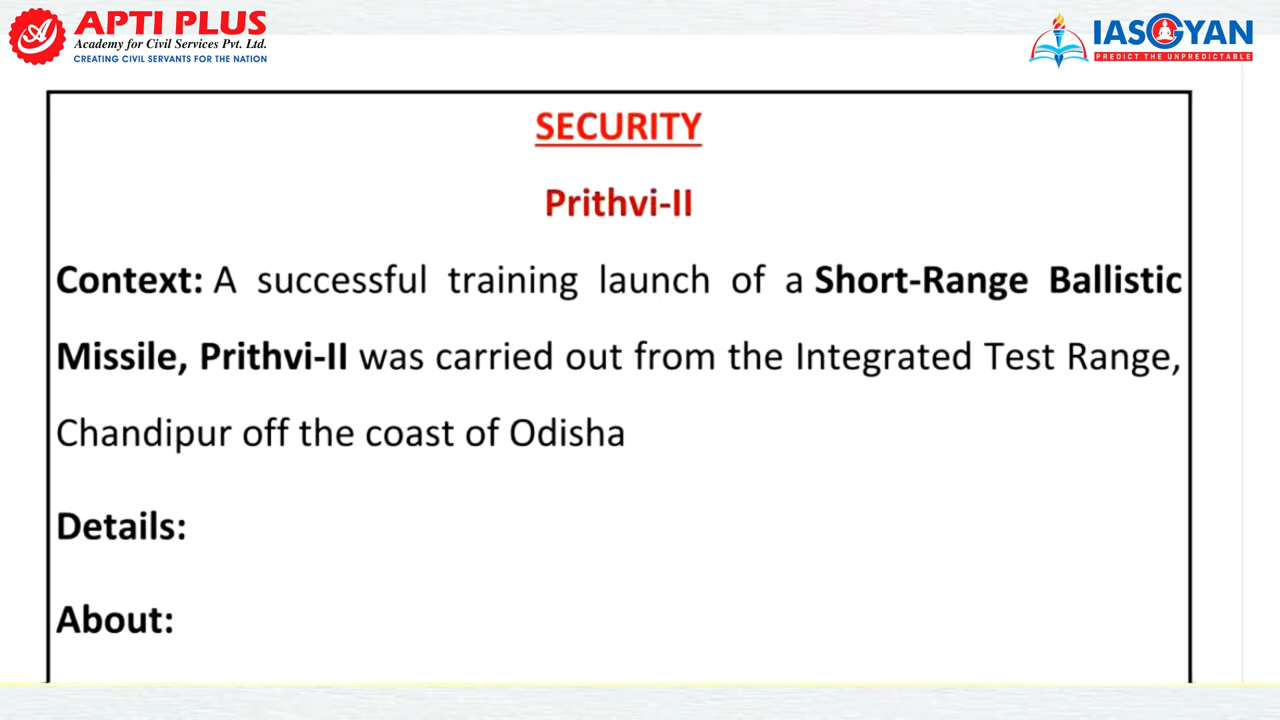 APTI PLUS
Academy for Civil Services Pvt. Ltd.
CREATING CIVIL SERVANTS FOR THE NATION
IASGYAN
PREDICT THE UNPREDICTABLE
SECURITY
Prithvi-II
Context: A successful training launch of a Short-Range Ballistic
Missile, Prithvi-II was carried out from the Integrated Test Range,
Chandipur off the coast of Odisha
Details:
About: